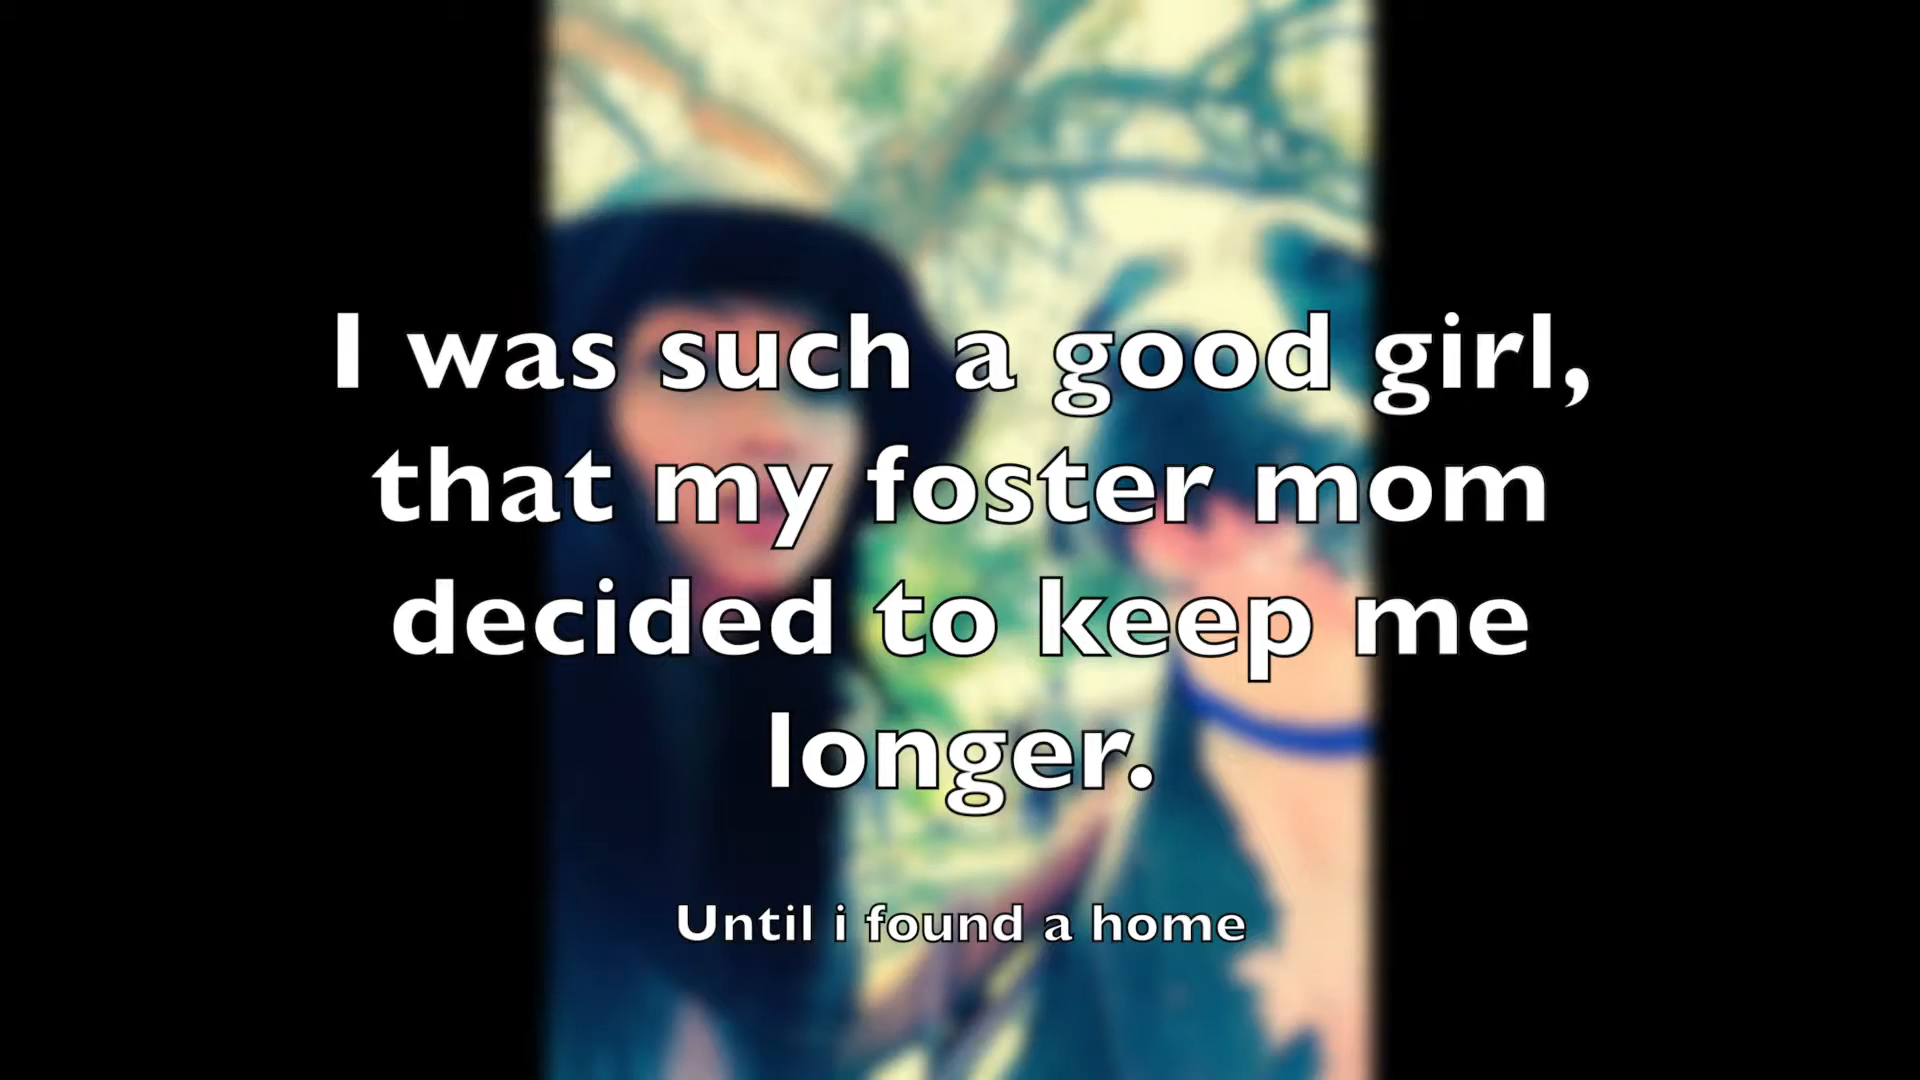 I was such a good girl,
that my foster mom
decided to keep me
longer.
Until i found a home